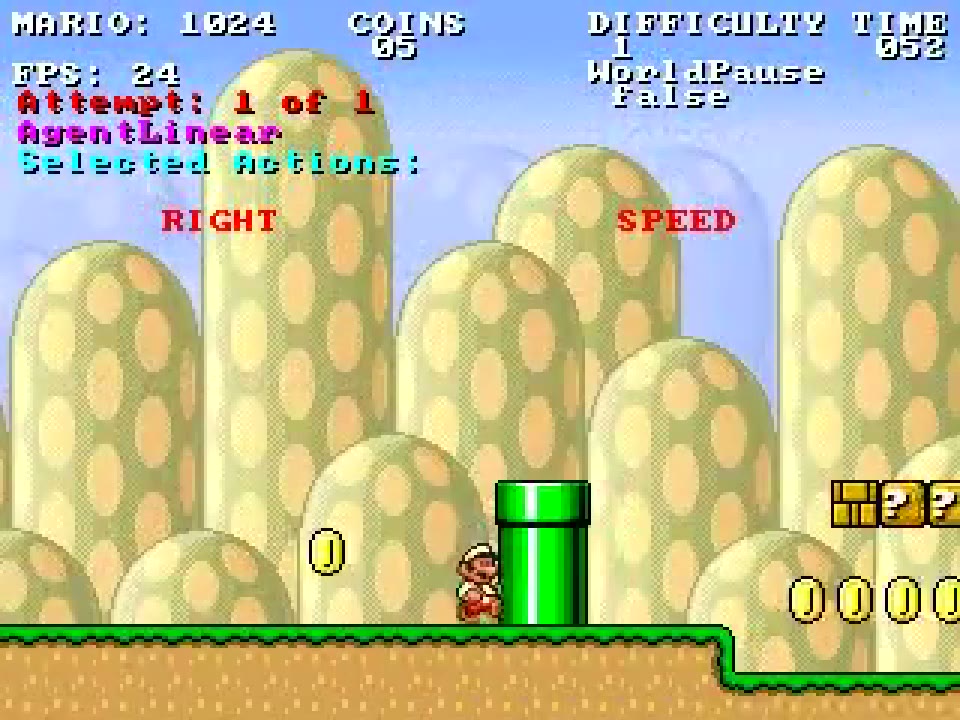 MARIO: 1024 COINS DIFFICULTY TIME
05 1 052
FPS: 24 WorldPause
Attempt: 1 of 1 false
AgentLinear
Selected Actions:
RIGHT SPEED
? ?